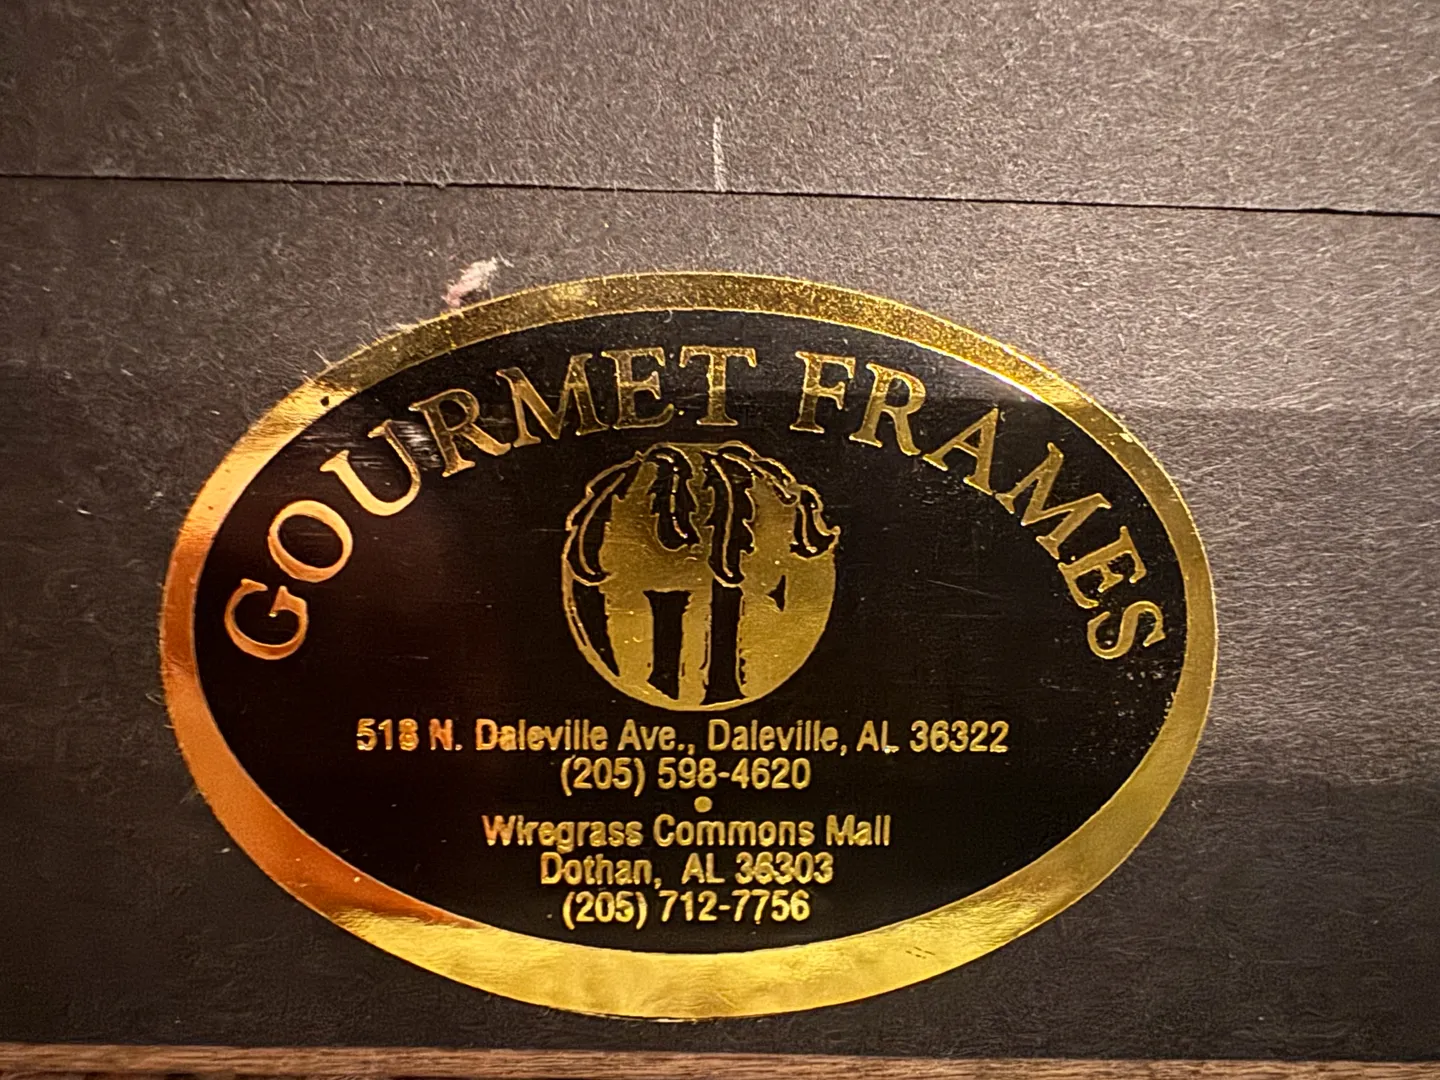 GOURMET FRAMES
518 N. Daleville Ave., Daleville, AL 36322
(205) 598-4620
•
Wiregrass Commons Mall
Dothan, AL 36303
(205) 712-7756